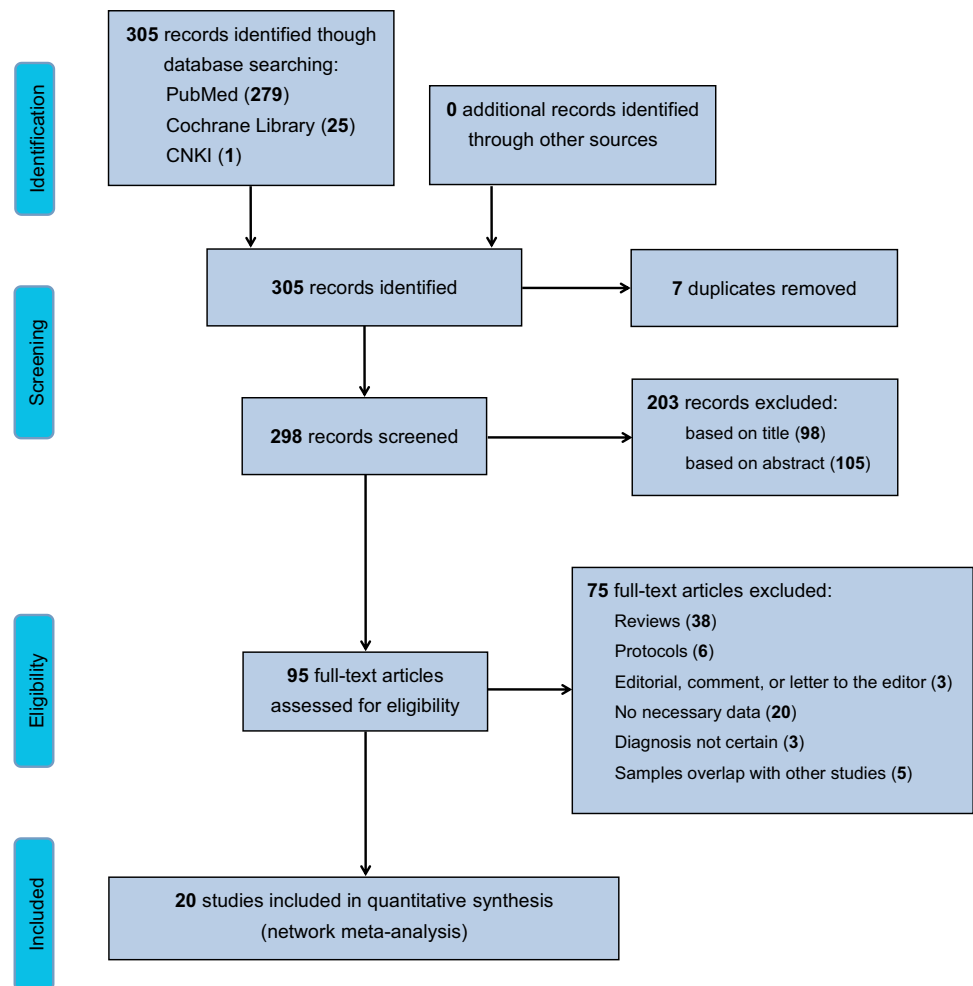 Identification
305 records identified though
database searching:
PubMed (279)
Cochrane Library (25)
CNKI (1)
0 additional records identified
through other sources
Screening
305 records identified
7 duplicates removed
298 records screened
203 records excluded:
based on title (98)
based on abstract (105)
Eligibility
95 full-text articles
assessed for eligibility
75 full-text articles excluded:
Reviews (38)
Protocols (6)
Editorial, comment, or letter to the editor (3)
No necessary data (20)
Diagnosis not certain (3)
Samples overlap with other studies (5)
Included
20 studies included in quantitative synthesis
(network meta-analysis)